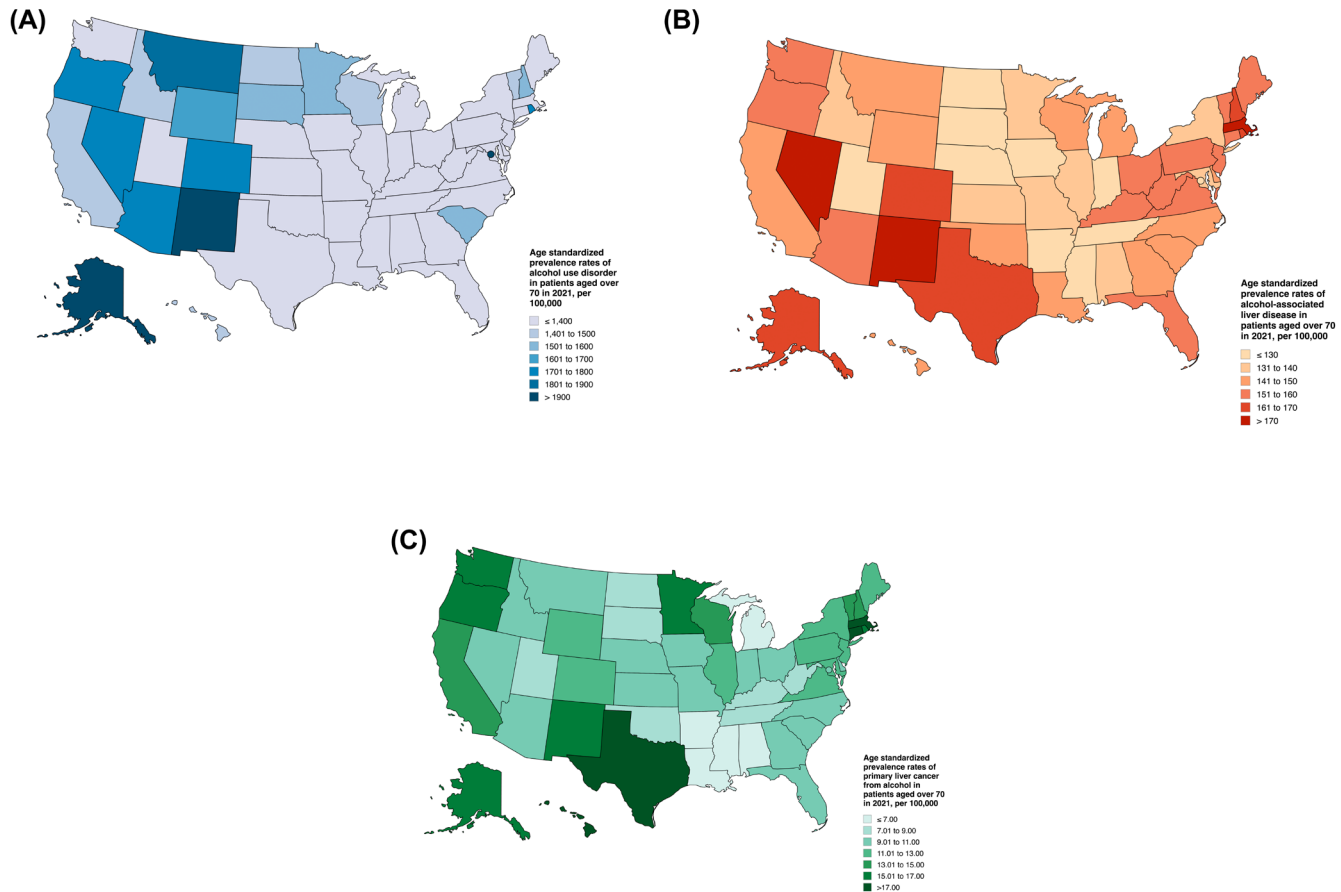 (A)
Age standardized
prevalence rates of
alcohol use disorder
in patients aged over
70 in 2021, per
100,000
≤ 1,400
1,401 to 1500
1501 to 1600
1601 to 1700
1701 to 1800
1801 to 1900
> 1900
(B)
Age standardized
prevalence rates of
alcohol-associated
liver disease in
patients aged over 70
in 2021, per 100,000
≤ 130
131 to 140
141 to 150
151 to 160
161 to 170
> 170
(C)
Age standardized
prevalence rates of
primary liver cancer
from alcohol in
patients aged over 70
in 2021, per 100,000
≤ 7.00
7.01 to 9.00
9.01 to 11.00
11.01 to 13.00
13.01 to 15.00
15.01 to 17.00
>17.00